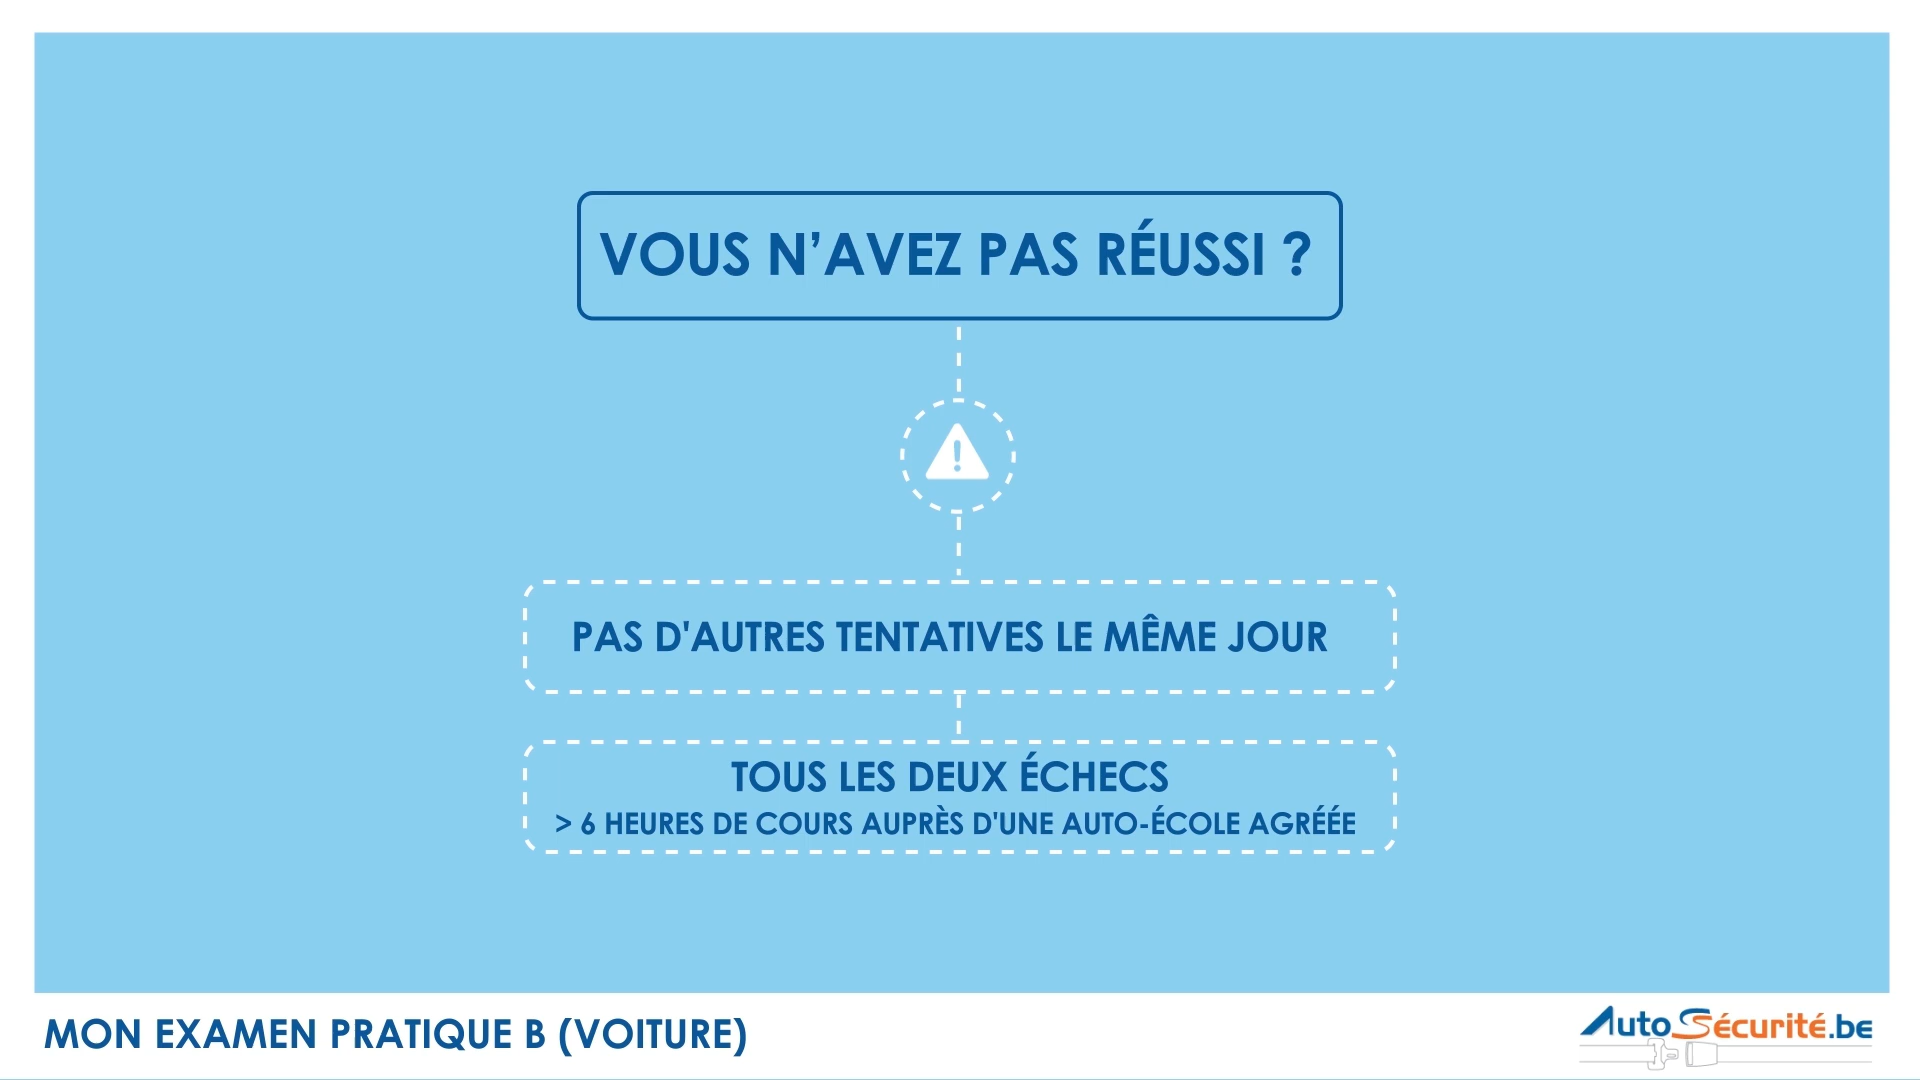 VOUS N’AVEZ PAS RÉUSSI ?
PAS D'AUTRES TENTATIVES LE MÊME JOUR
TOUS LES DEUX ÉCHECS
> 6 HEURES DE COURS AUPRÈS D'UNE AUTO-ÉCOLE AGRÉÉE
MON EXAMEN PRATIQUE B (VOITURE)
AutoSécurité.be